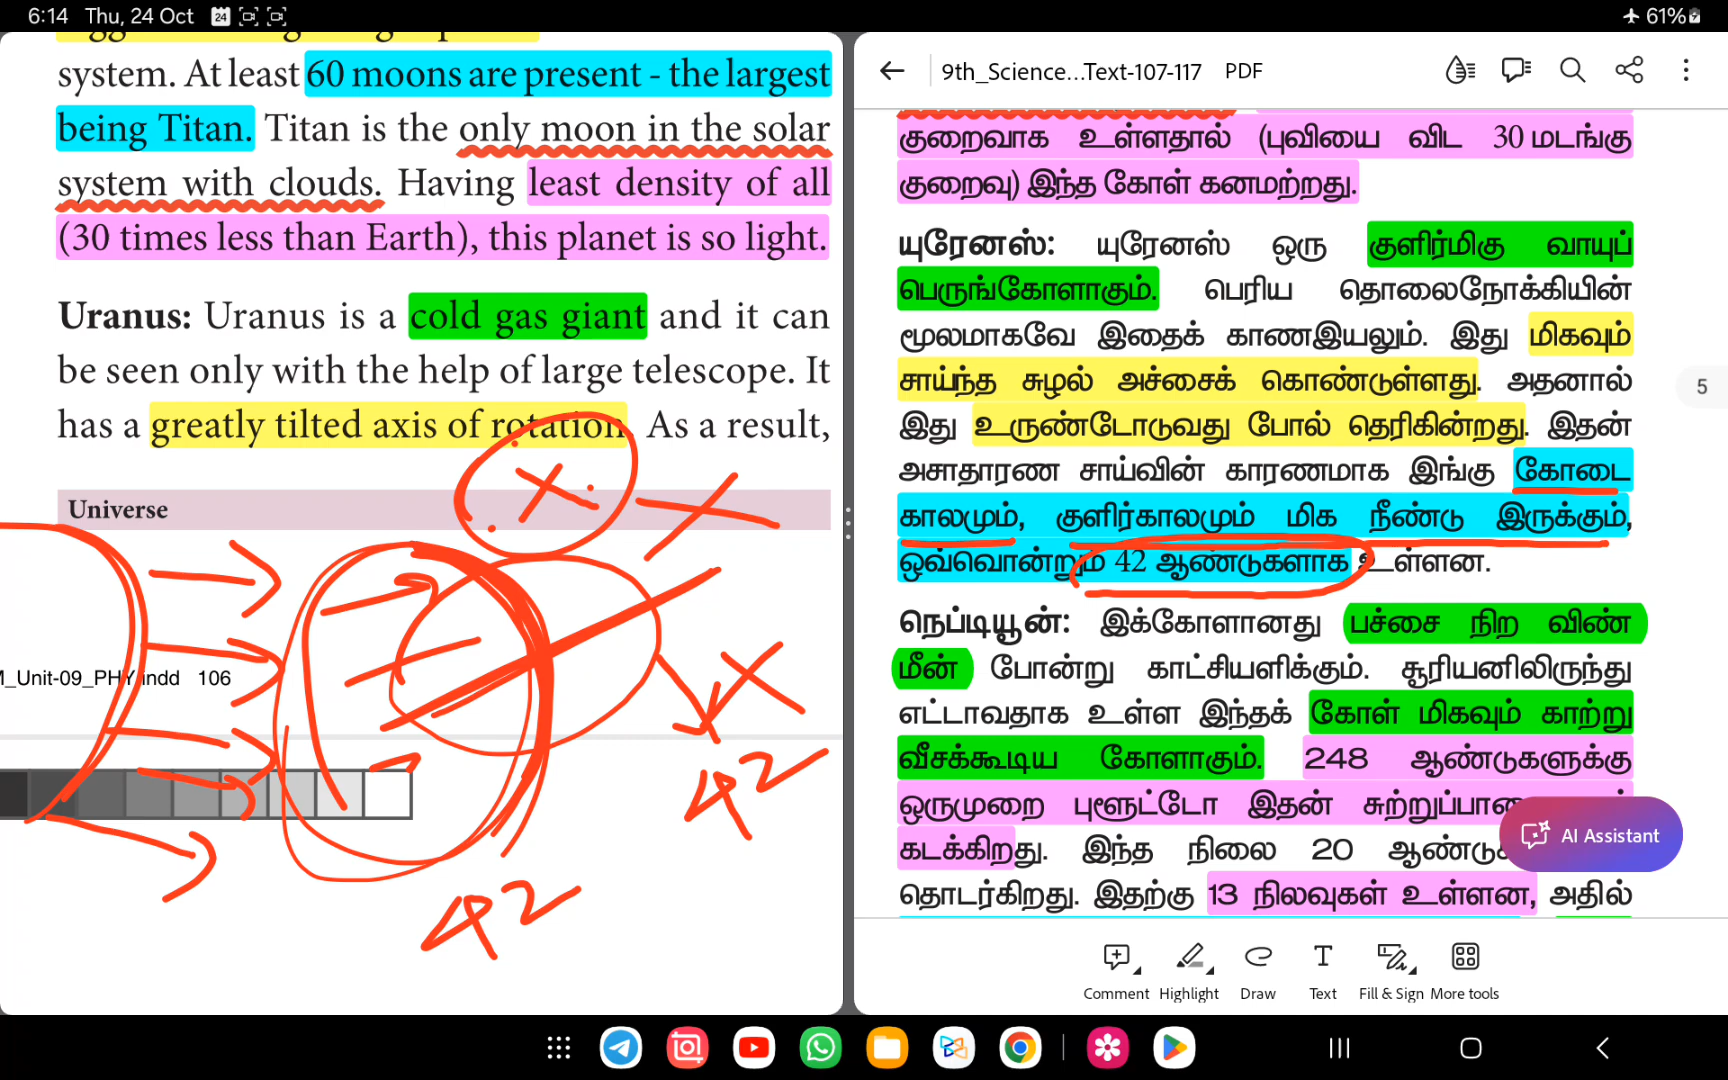 6:14 Thu, 24 Oct 24 61%
system. At least 60 moons are present - the largest
being Titan. Titan is the only moon in the solar
system with clouds. Having least density of all
(30 times less than Earth), this planet is so light.
Uranus: Uranus is a cold gas giant and it can
be seen only with the help of large telescope. It
has a greatly tilted axis of rotation. As a result,
Universe
M_Unit-09_PHY.indd 106
42
42
9th_Science...Text-107-117 PDF
குறைவாக உள்ளதால் (புவியை விட 30 மடங்கு
குறைவு) இந்த கோள் கனமற்றது.
யுரேனஸ்: யுரேனஸ் ஒரு குளிர்மிகு வாயுப்
பெருங்கோளாகும். பெரிய தொலைநோக்கியின்
மூலமாகவே இதைக் காணஇயலும். இது மிகவும்
சாய்ந்த சுழல் அச்சைக் கொண்டுள்ளது. அதனால்
இது உருண்டோடுவது போல் தெரிகின்றது. இதன்
அசாதாரண சாய்வின் காரணமாக இங்கு கோடை
காலமும், குளிர்காலமும் மிக நீண்டு இருக்கும்,
ஒவ்வொன்றும் 42 ஆண்டுகளாக உள்ளன.
நெப்டியூன்: இக்கோளானது பச்சை நிற விண்
மீன் போன்று காட்சியளிக்கும். சூரியனிலிருந்து
எட்டாவதாக உள்ள இந்தக் கோள் மிகவும் காற்று
வீசக்கூடிய கோளாகும். 248 ஆண்டுகளுக்கு
ஒருமுறை புளூட்டோ இதன்
கடக்கிறது. இந்த நிலை 20
தொடர்கிறது. இதற்கு 13 நிலவுகள் உள்ளன, அதில்
5
AI Assistant
Comment Highlight Draw Text Fill & Sign More tools